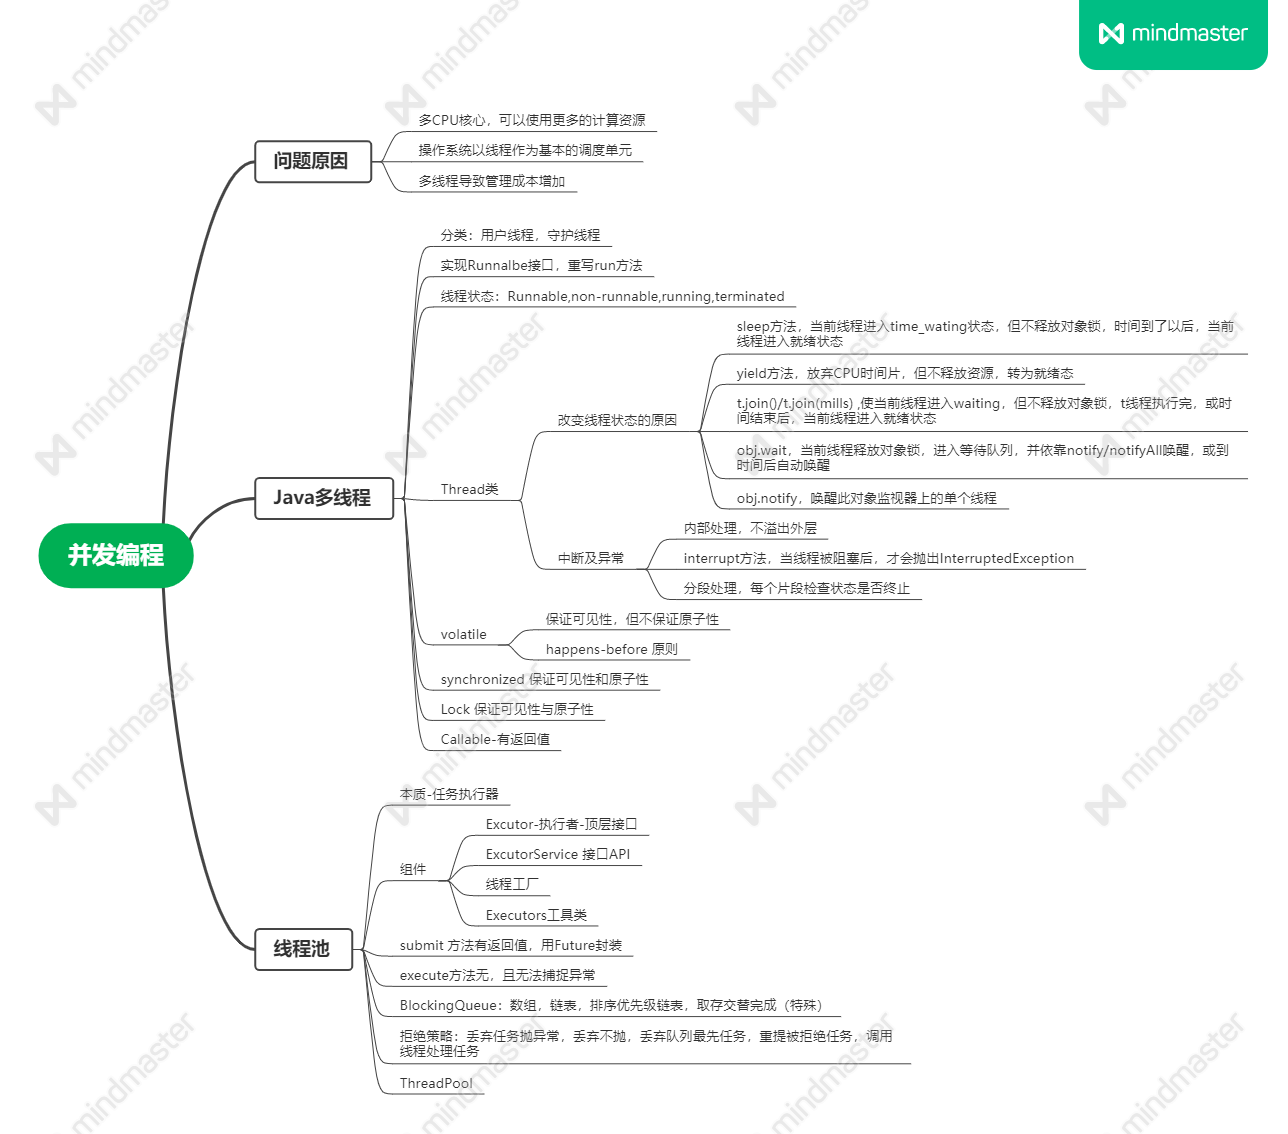 mindmaster
并发编程
问题原因
多CPU核心，可以使用更多的计算资源
操作系统以线程作为基本的调度单元
多线程导致管理成本增加
Java多线程
分类：用户线程，守护线程
实现Runnalbe接口，重写run方法
线程状态：Runnable,non-runnable,running,terminated
Thread类
改变线程状态的原因
sleep方法，当前线程进入time_wating状态，但不释放对象锁，时间到了以后，当前
线程进入就绪状态
yield方法，放弃CPU时间片，但不释放资源，转为就绪态
t.join()/t.join(mills) ,使当前线程进入waiting，但不释放对象锁，t线程执行完，或时
间结束后，当前线程进入就绪状态
obj.wait，当前线程释放对象锁，进入等待队列，并依靠notify/notifyAll唤醒，或到
时间后自动唤醒
obj.notify，唤醒此对象监视器上的单个线程
中断及异常
内部处理，不溢出外层
interrupt方法，当线程被阻塞后，才会抛出InterruptedException
分段处理，每个片段检查状态是否终止
volatile
保证可见性，但不保证原子性
happens-before 原则
synchronized 保证可见性和原子性
Lock 保证可见性与原子性
Callable-有返回值
线程池
本质-任务执行器
组件
Excutor-执行者-顶层接口
ExcutorService 接口API
线程工厂
Executors工具类
submit 方法有返回值，用Future封装
execute方法无，且无法捕捉异常
BlockingQueue：数组，链表，排序优先级链表，取存交替完成（特殊）
拒绝策略：丢弃任务抛异常，丢弃不抛，丢弃队列最先任务，重提被拒绝任务，调用
线程处理任务
ThreadPool